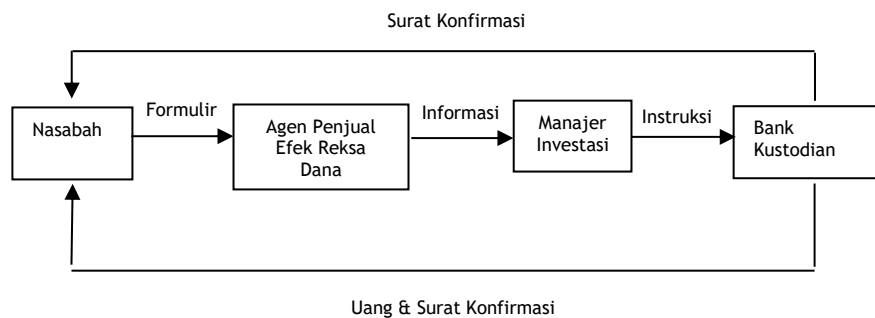 Surat Konfirmasi
Formulir
Informasi
Instruksi
Nasabah
Agen Penjual
Efek Reksa
Dana
Manajer
Investasi
Bank
Kustodian
Uang & Surat Konfirmasi